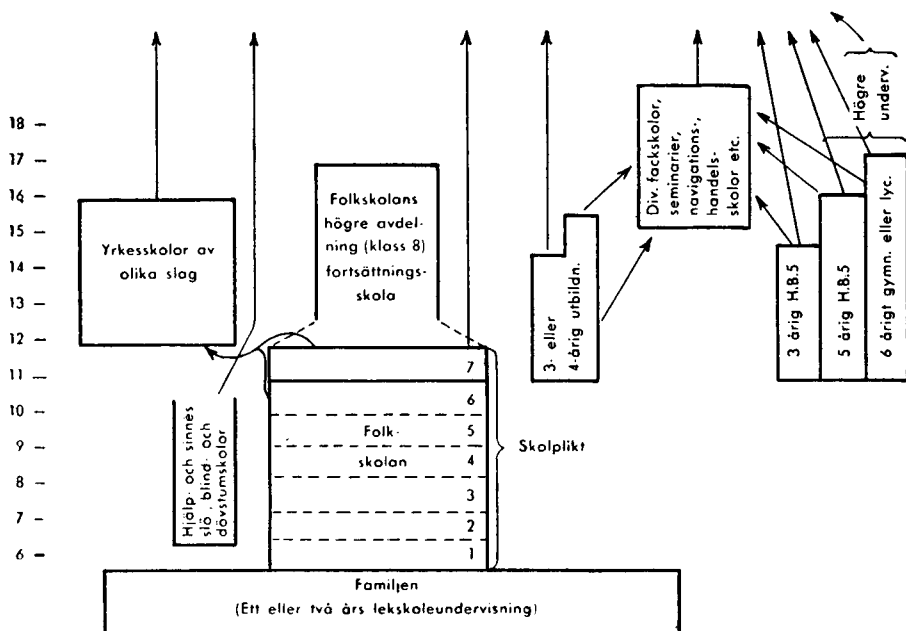 Högre
underv.
Div. fackskolor,
seminarier,
navigations-,
handels-
skolor etc.
18 –
17 –
16 –
15 –
14 –
13 –
12 –
11 –
10 –
9 –
8 –
7 –
6 –
Yrkesskolor av
olika slag
Folkskolans
högre avdel-
ning (klass 8)
fortsättnings-
skola
3- eller
4-årig utbildn.
3 årig H.B.5
5 årig H.B.5
6 årigt gymn. eller lyc.
Hjälp- och sinnes
slö-, blind- och
dövstumskolor
7
6
5
4
3
2
1
Folk-
skolan
Skolplikt
Familjen
(Ett eller två års lekskoleundervisning)